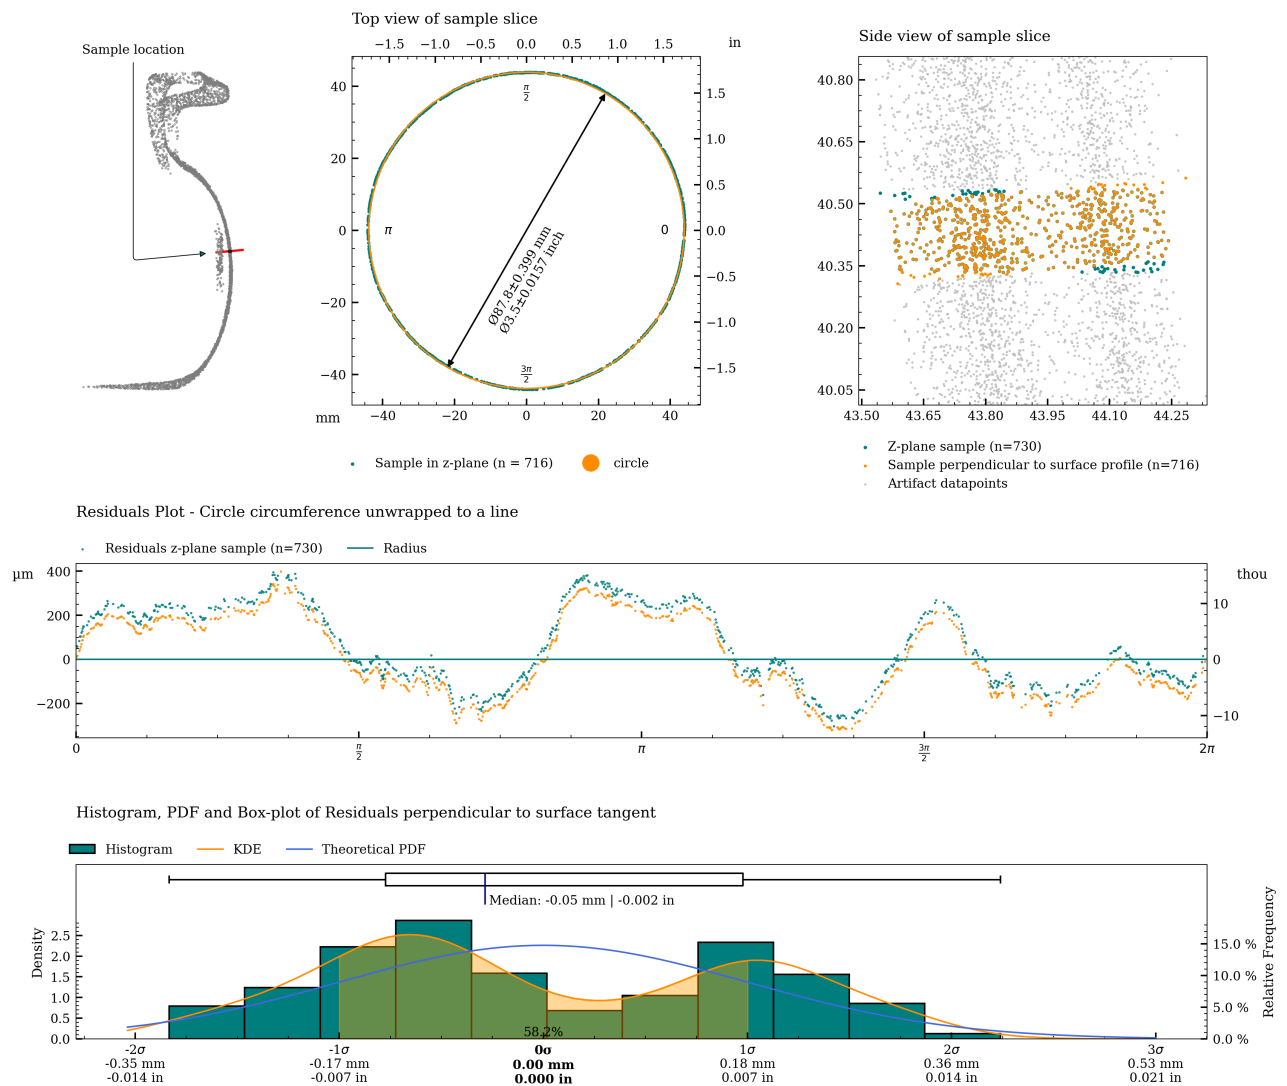 Sample location
Top view of sample slice
−1.5 −1.0 −0.5 0.0 0.5 1.0 1.5 in
40
20
0
−20
−40
mm
−40 −20 0 20 40
1.5
1.0
0.5
0.0
−0.5
−1.0
−1.5
π/2
π
0
3π/2
Ø87.8±0.399 mm
Ø3.5±0.0157 inch
Sample in z-plane (n = 716) circle
Side view of sample slice
40.80
40.65
40.50
40.35
40.20
40.05
43.50 43.65 43.80 43.95 44.10 44.25
Z-plane sample (n=730)
Sample perpendicular to surface profile (n=716)
Artifact datapoints
Residuals Plot - Circle circumference unwrapped to a line
Residuals z-plane sample (n=730) Radius
µm
400
200
0
−200
thou
10
0
−10
0 π/2 π 3π/2 2π
Histogram, PDF and Box-plot of Residuals perpendicular to surface tangent
Histogram KDE Theoretical PDF
Median: -0.05 mm | -0.002 in
Density
2.5
2.0
1.5
1.0
0.5
0.0
Relative Frequency
15.0 %
10.0 %
5.0 %
0.0 %
58.2%
-2σ -1σ 0σ 1σ 2σ 3σ
-0.35 mm -0.17 mm 0.00 mm 0.18 mm 0.36 mm 0.53 mm
-0.014 in -0.007 in 0.000 in 0.007 in 0.014 in 0.021 in